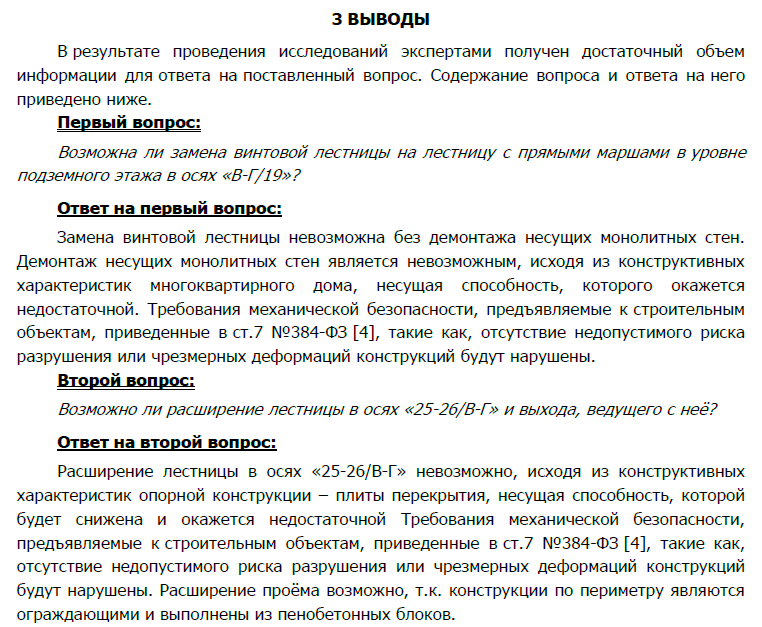 3 ВЫВОДЫ
В результате проведения исследований экспертами получен достаточный объем
информации для ответа на поставленный вопрос. Содержание вопроса и ответа на него
приведено ниже.
Первый вопрос:
Возможна ли замена винтовой лестницы на лестницу с прямыми маршами в уровне
подземного этажа в осях «В-Г/19»?
Ответ на первый вопрос:
Замена винтовой лестницы невозможна без демонтажа несущих монолитных стен.
Демонтаж несущих монолитных стен является невозможным, исходя из конструктивных
характеристик многоквартирного дома, несущая способность, которого окажется
недостаточной. Требования механической безопасности, предъявляемые к строительным
объектам, приведенные в ст.7 №384-ФЗ [4], такие как, отсутствие недопустимого риска
разрушения или чрезмерных деформаций конструкций будут нарушены.
Второй вопрос:
Возможно ли расширение лестницы в осях «25-26/В-Г» и выхода, ведущего с неё?
Ответ на второй вопрос:
Расширение лестницы в осях «25-26/В-Г» невозможно, исходя из конструктивных
характеристик опорной конструкции – плиты перекрытия, несущая способность, которой
будет снижена и окажется недостаточной Требования механической безопасности,
предъявляемые к строительным объектам, приведенные в ст.7 №384-ФЗ [4], такие как,
отсутствие недопустимого риска разрушения или чрезмерных деформаций конструкций
будут нарушены. Расширение проёма возможно, т.к. конструкции по периметру являются
ограждающими и выполнены из пенобетонных блоков.